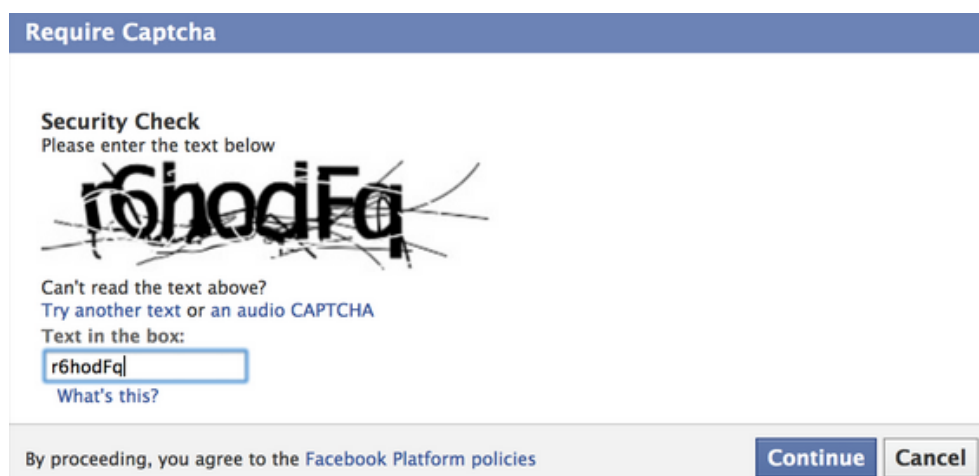 Require Captcha
Security Check
Please enter the text below
r6hodFq
Can't read the text above?
Try another text or an audio CAPTCHA
Text in the box:
r6hodFq
What's this?
By proceeding, you agree to the Facebook Platform policies
Continue Cancel